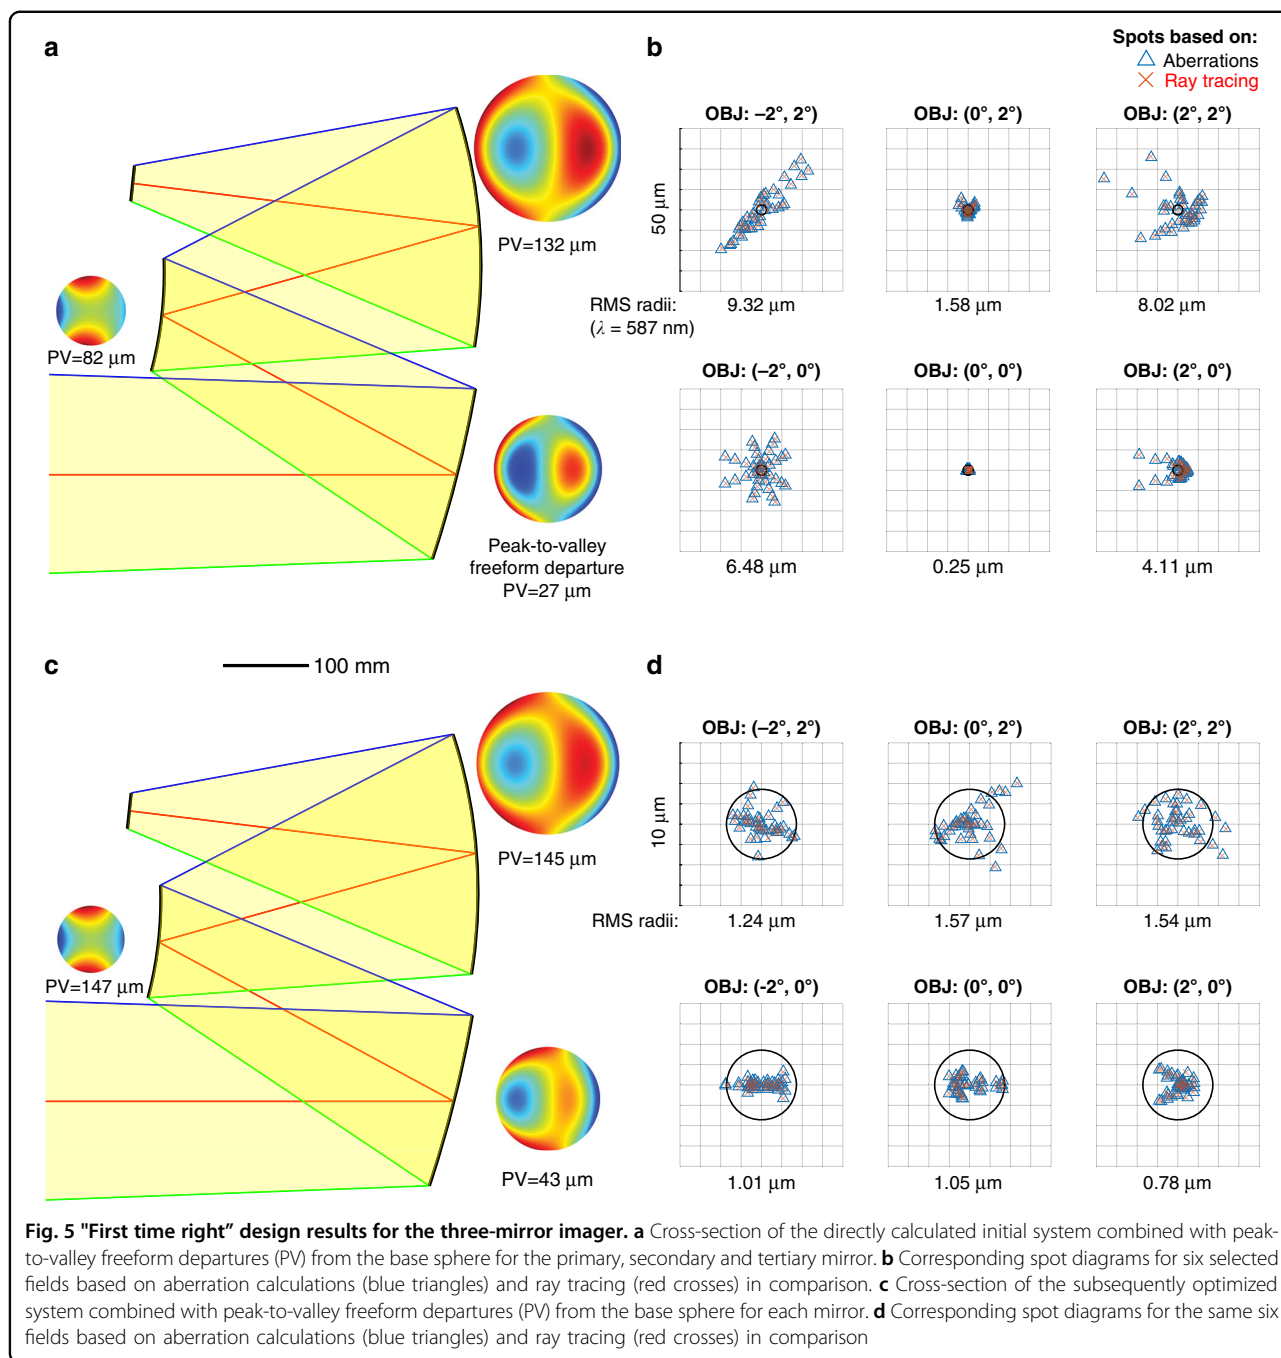 a
b
Spots based on:
Aberrations
Ray tracing
OBJ: –2°, 2°)
OBJ: (0°, 2°)
OBJ: (2°, 2°)
50 µm
PV=132 µm
PV=82 µm
RMS radii:
(λ = 587 nm)
9.32 µm
1.58 µm
8.02 µm
OBJ: (–2°, 0°)
OBJ: (0°, 0°)
OBJ: (2°, 0°)
Peak-to-valley
freeform departure
PV=27 µm
6.48 µm
0.25 µm
4.11 µm
c
100 mm
d
OBJ: (–2°, 2°)
OBJ: (0°, 2°)
OBJ: (2°, 2°)
10 µm
PV=145 µm
PV=147 µm
RMS radii:
1.24 µm
1.57 µm
1.54 µm
OBJ: (-2°, 0°)
OBJ: (0°, 0°)
OBJ: (2°, 0°)
PV=43 µm
1.01 µm
1.05 µm
0.78 µm
Fig. 5 "First time right” design results for the three-mirror imager. a Cross-section of the directly calculated initial system combined with peak-
to-valley freeform departures (PV) from the base sphere for the primary, secondary and tertiary mirror. b Corresponding spot diagrams for six selected
fields based on aberration calculations (blue triangles) and ray tracing (red crosses) in comparison. c Cross-section of the subsequently optimized
system combined with peak-to-valley freeform departures (PV) from the base sphere for each mirror. d Corresponding spot diagrams for the same six
fields based on aberration calculations (blue triangles) and ray tracing (red crosses) in comparison